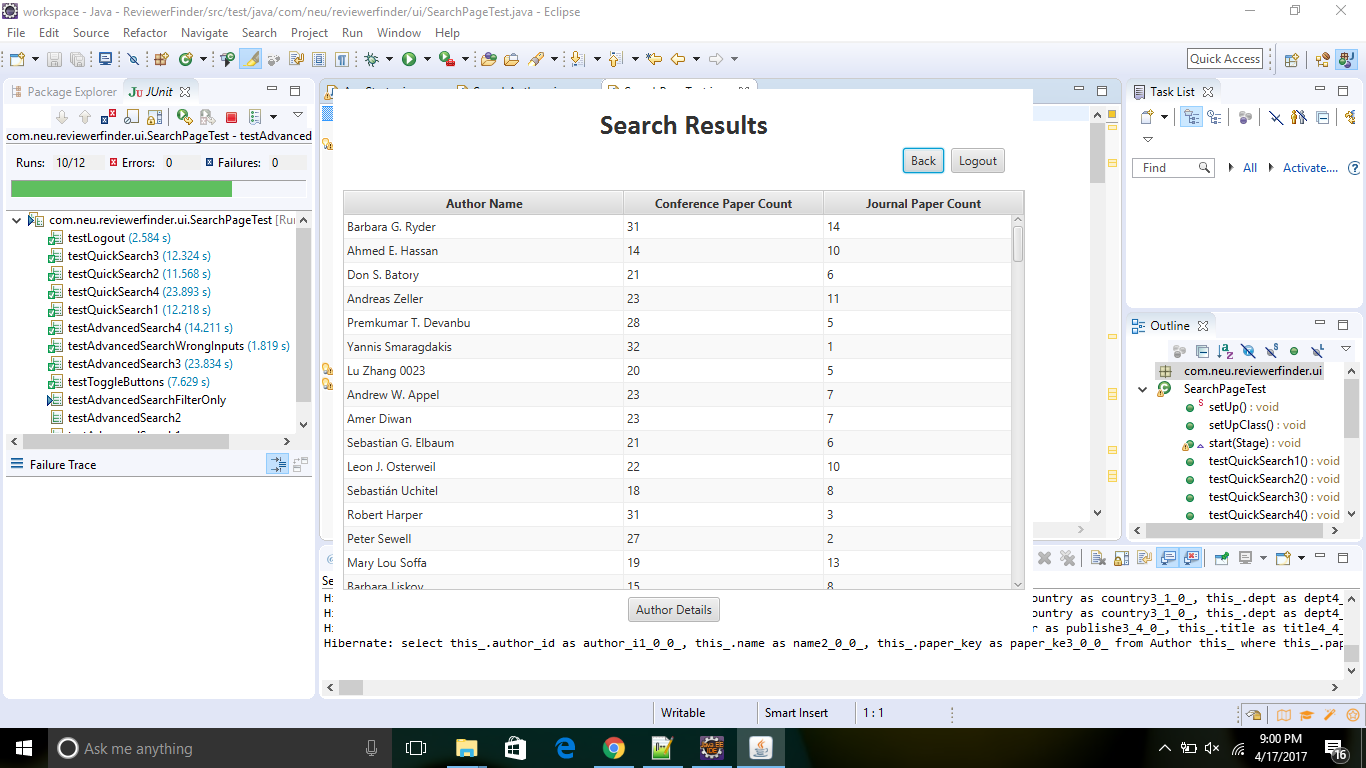 workspace - Java - ReviewerFinder/src/test/java/com/neu/reviewerfinder/ui/SearchPageTest.java - Eclipse
File Edit Source Refactor Navigate Search Project Run Window Help
Quick Access
Package Explorer JUnit
com.neu.reviewerfinder.ui.SearchPageTest - testAdvanced
Runs: 10/12 Errors: 0 Failures: 0
com.neu.reviewerfinder.ui.SearchPageTest [Ru
testLogout (2.584 s)
testQuickSearch3 (12.324 s)
testQuickSearch2 (11.568 s)
testQuickSearch4 (23.893 s)
testQuickSearch1 (12.218 s)
testAdvancedSearch4 (14.211 s)
testAdvancedSearchWrongInputs (1.819 s)
testAdvancedSearch3 (23.834 s)
testToggleButtons (7.629 s)
testAdvancedSearchFilterOnly
testAdvancedSearch2
Failure Trace
Search Results
Back Logout
Author Name Conference Paper Count Journal Paper Count
Barbara G. Ryder 31 14
Ahmed E. Hassan 14 10
Don S. Batory 21 6
Andreas Zeller 23 11
Premkumar T. Devanbu 28 5
Yannis Smaragdakis 32 1
Lu Zhang 0023 20 5
Andrew W. Appel 23 7
Amer Diwan 23 7
Sebastian G. Elbaum 21 6
Leon J. Osterweil 22 10
Sebastián Uchitel 18 8
Robert Harper 31 3
Peter Sewell 27 2
Mary Lou Soffa 19 13
Barbara Liskov 15 8
Author Details
Task List
Find All Activate....
Outline
com.neu.reviewerfinder.ui
SearchPageTest
setUp() : void
setUpClass() : void
start(Stage) : void
testQuickSearch1() : void
testQuickSearch2() : void
testQuickSearch3() : void
testQuickSearch4() : void
Se
Hi ountry as country3_1_0_, this_.dept as dept4_
Hi ountry as country3_1_0_, this_.dept as dept4_
Hi r as publishe3_4_0_, this_.title as title4_4_
Hibernate: select this_.author_id as author_i1_0_0_, this_.name as name2_0_0_, this_.paper_key as paper_ke3_0_0_ from Author this_ where this_.pap
Writable Smart Insert 1 : 1
Ask me anything
9:00 PM
4/17/2017
16